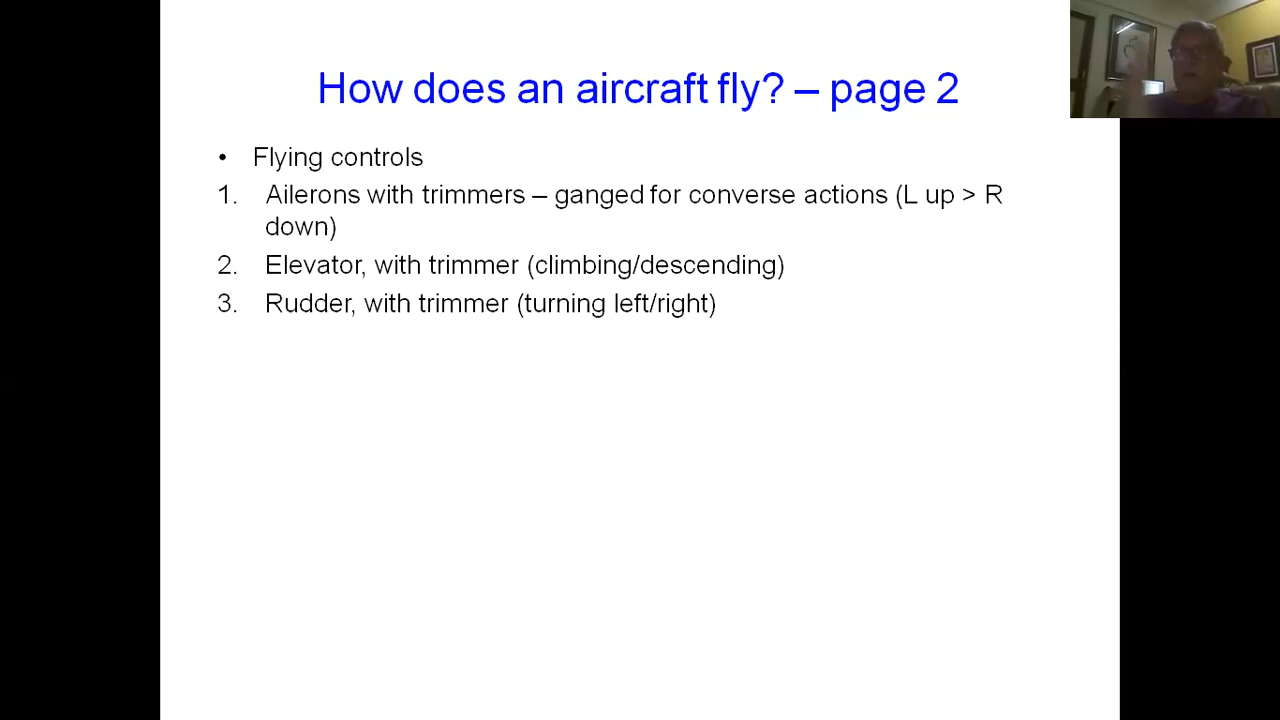 How does an aircraft fly? – page 2
• Flying controls
1. Ailerons with trimmers – ganged for converse actions (L up > R
down)
2. Elevator, with trimmer (climbing/descending)
3. Rudder, with trimmer (turning left/right)